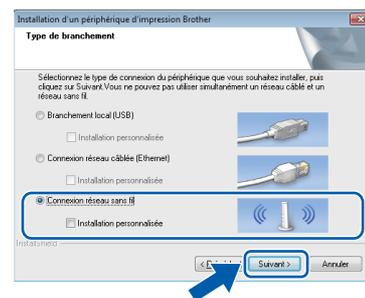 Installation d'un périphérique d'impression Brother
Type de branchement
Sélectionnez le type de connexion du périphérique que vous souhaitez installer, puis
cliquez sur Suivant.Vous ne pouvez pas utiliser simultanément un réseau câblé et un
réseau sans fil.
Branchement local (USB)
Installation personnalisée
Connexion réseau câblée (Ethernet)
Installation personnalisée
Connexion réseau sans fil
Installation personnalisée
InstallShield
Suivant >
Annuler